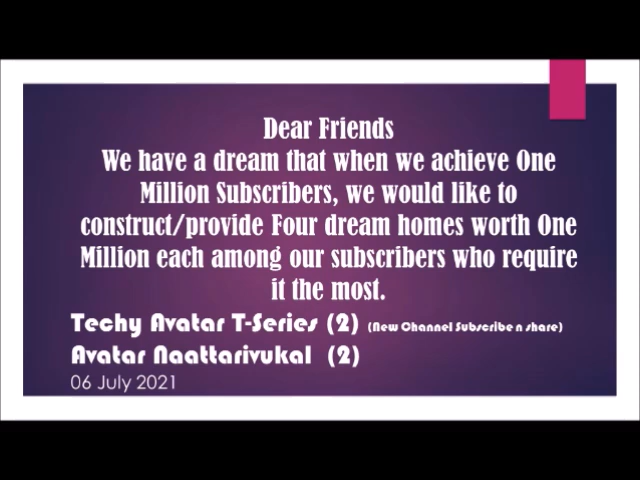 Dear Friends
We have a dream that when we achieve One
Million Subscribers, we would like to
construct/provide Four dream homes worth One
Million each among our subscribers who require
it the most.
Techy Avatar T-Series (2) (New Channel Subscribe n share)
Avatar Naattarivukal (2)
06 July 2021